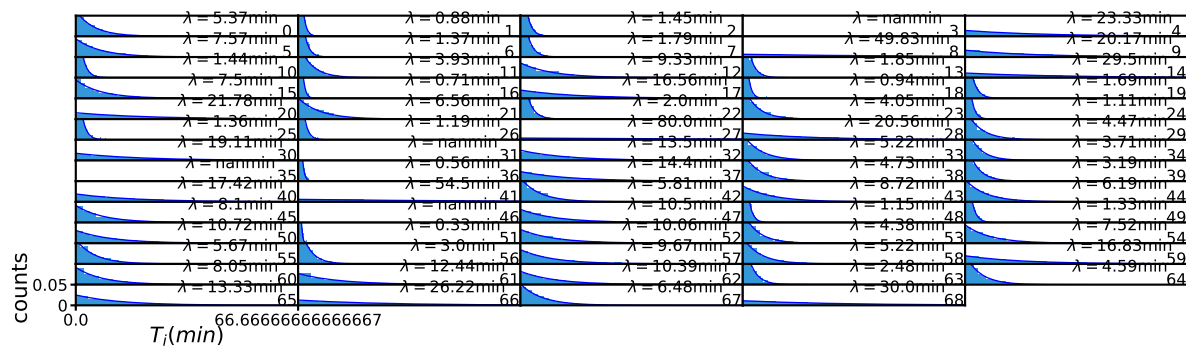 λ = 5.37min λ = 0.88min λ = 1.45min λ = nanmin λ = 23.33min
0 1 2 3 4
λ = 7.57min λ = 1.37min λ = 1.79min λ = 49.83min λ = 20.17min
5 6 7 8 9
λ = 1.44min λ = 3.93min λ = 9.33min λ = 1.85min λ = 29.5min
10 11 12 13 14
λ = 7.5min λ = 0.71min λ = 16.56min λ = 0.94min λ = 1.69min
15 16 17 18 19
λ = 21.78min λ = 6.56min λ = 2.0min λ = 4.05min λ = 1.11min
20 21 22 23 24
λ = 1.36min λ = 1.19min λ = 80.0min λ = 20.56min λ = 4.47min
25 26 27 28 29
λ = 19.11min λ = nanmin λ = 13.5min λ = 5.22min λ = 3.71min
30 31 32 33 34
λ = nanmin λ = 0.56min λ = 14.4min λ = 4.73min λ = 3.19min
35 36 37 38 39
λ = 17.42min λ = 54.5min λ = 5.81min λ = 8.72min λ = 6.19min
40 41 42 43 44
λ = 8.1min λ = nanmin λ = 10.5min λ = 1.15min λ = 1.33min
45 46 47 48 49
λ = 10.72min λ = 0.33min λ = 10.06min λ = 4.38min λ = 7.52min
50 51 52 53 54
λ = 5.67min λ = 3.0min λ = 9.67min λ = 5.22min λ = 16.83min
55 56 57 58 59
λ = 8.05min λ = 12.44min λ = 10.39min λ = 2.48min λ = 4.59min
60 61 62 63 64
λ = 13.33min λ = 26.22min λ = 6.48min λ = 30.0min
65 66 67 68
counts
0.05
0
0.0 66.66666666666667
T_i(min)